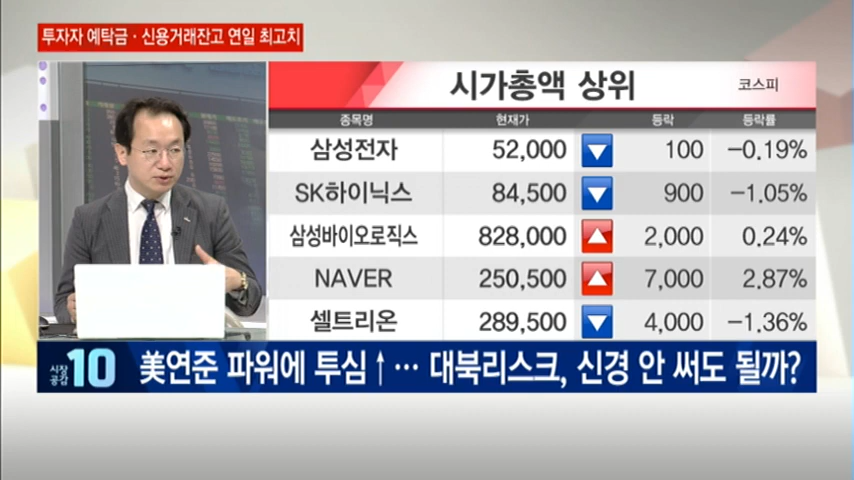 투자자 예탁금·신용거래잔고 연일 최고치
시가총액 상위
코스피
종목명 현재가 등락 등락률
삼성전자 52,000 ▼ 100 -0.19%
SK하이닉스 84,500 ▼ 900 -1.05%
삼성바이오로직스 828,000 ▲ 2,000 0.24%
NAVER 250,500 ▲ 7,000 2.87%
셀트리온 289,500 ▼ 4,000 -1.36%
시장
공감 10
美연준 파워에 투심↑… 대북리스크, 신경 안 써도 될까?